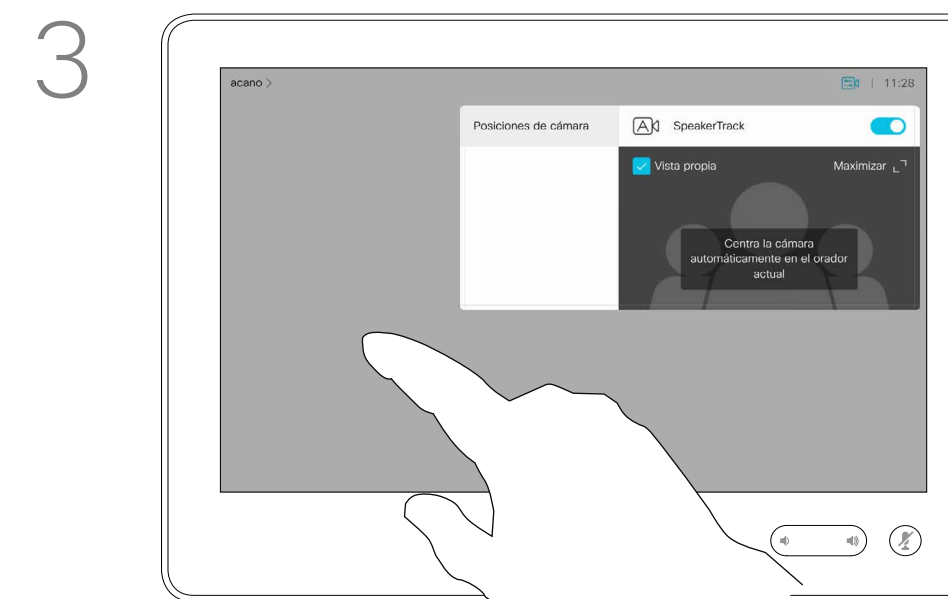 3
acano >
11:28
Posiciones de cámara
SpeakerTrack
Vista propia
Maximizar
Centra la cámara
automáticamente en el orador
actual